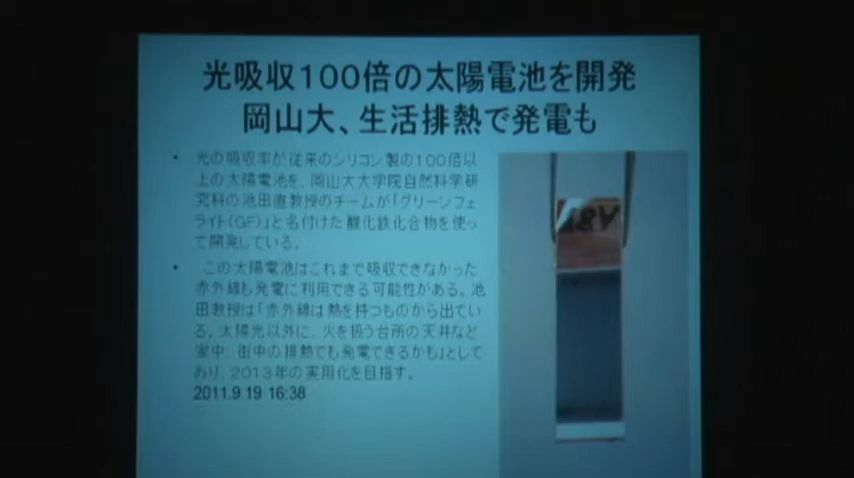 光吸収１００倍の太陽電池を開発
岡山大、生活排熱で発電も
• 光の吸収率が従来のシリコン製の１００倍以
上の太陽電池を、岡山大大学院自然科学研
究科の池田直教授のチームが「グリーンフェ
ライト（ＧＦ）」と名付けた酸化鉄化合物を使っ
て開発している。
• この太陽電池はこれまで吸収できなかった
赤外線も発電に利用できる可能性がある。池
田教授は「赤外線は熱を持つものから出てい
る。太陽光以外に、火を扱う台所の天井など
家中、街中の排熱でも発電できるかも」として
おり、２０１３年の実用化を目指す。
2011.9.19 16:38